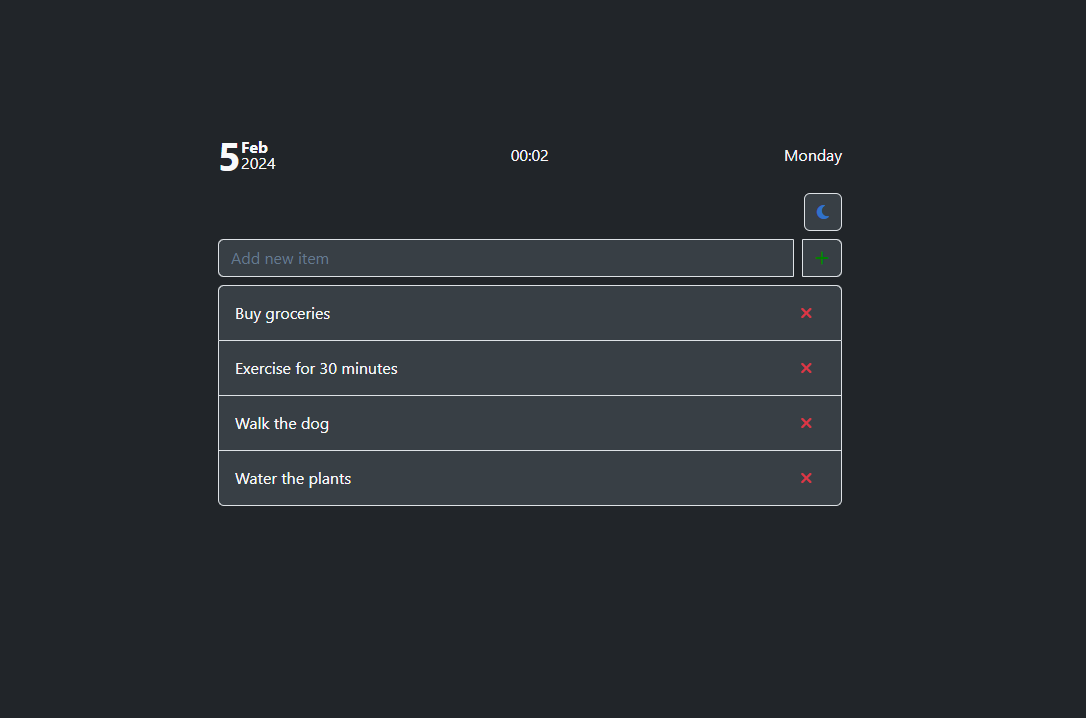 5 Feb
2024
00:02
Monday
Add new item
Buy groceries
Exercise for 30 minutes
Walk the dog
Water the plants